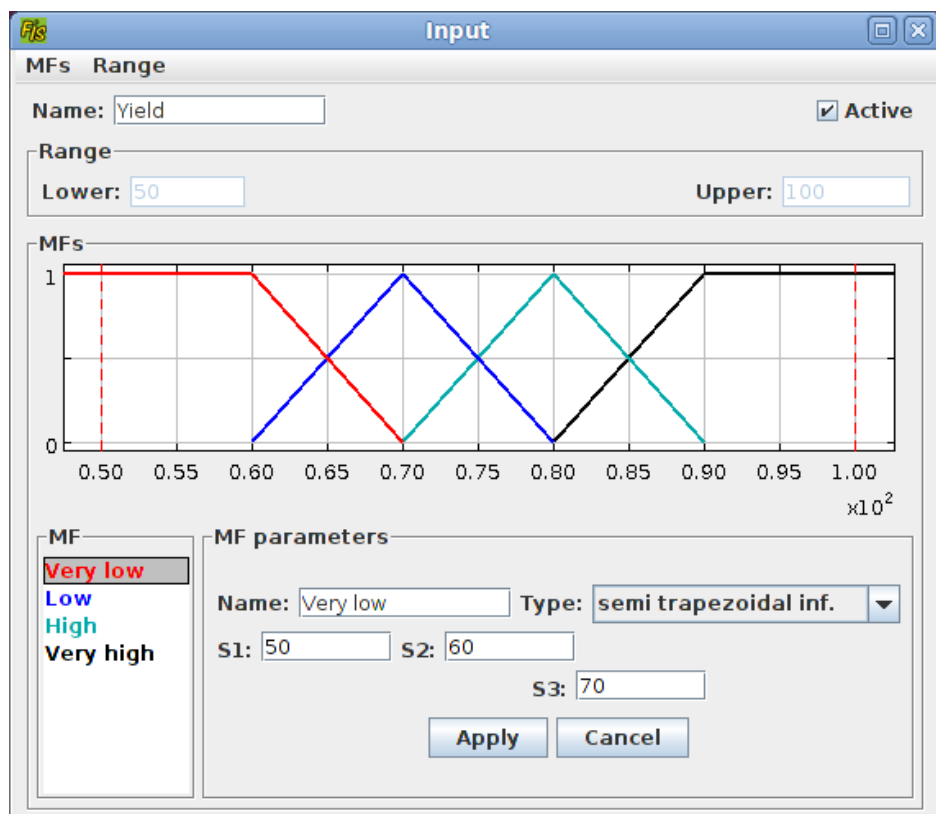 Fis Input
MFs Range
Name: Yield Active
Range
Lower: 50 Upper: 100
MFs
1
0
0.50 0.55 0.60 0.65 0.70 0.75 0.80 0.85 0.90 0.95 1.00
x10²
MF
Very low
Low
High
Very high
MF parameters
Name: Very low Type: semi trapezoidal inf.
S1: 50 S2: 60
S3: 70
Apply Cancel